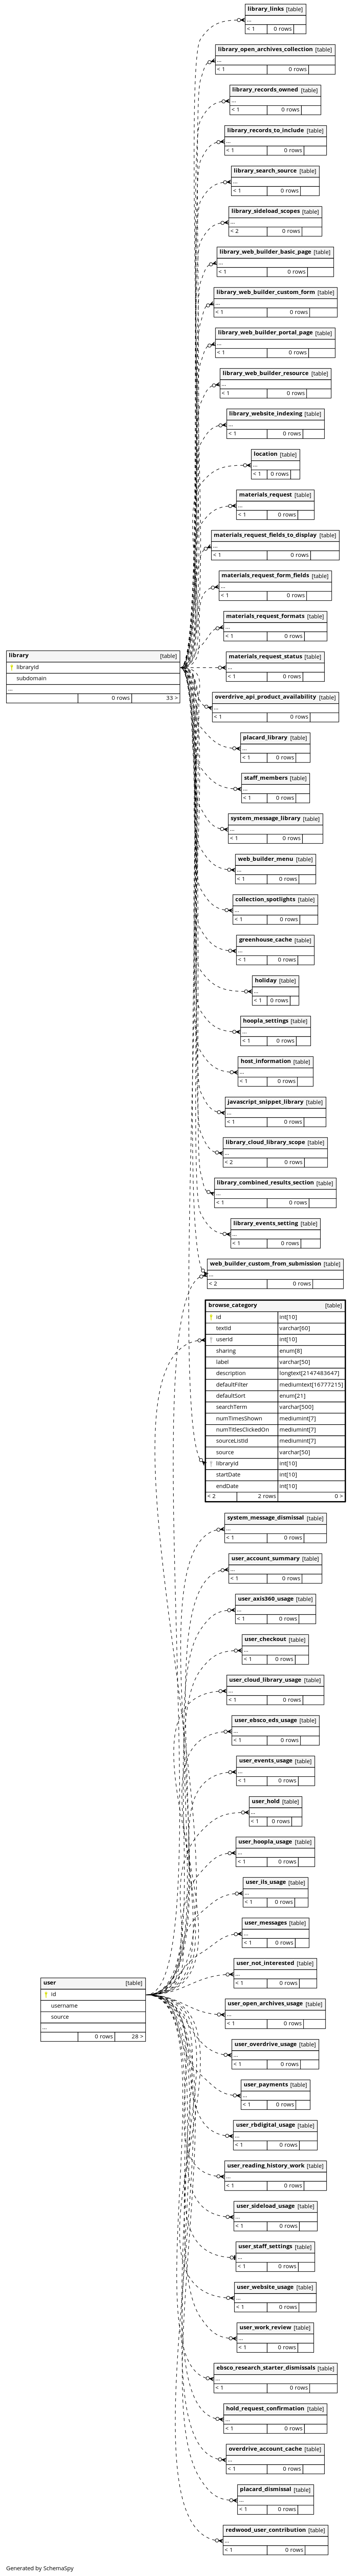 library_links [table]
...
< 1 0 rows
library_open_archives_collection [table]
...
< 1 0 rows
library_records_owned [table]
...
< 1 0 rows
library_records_to_include [table]
...
< 1 0 rows
library_search_source [table]
...
< 1 0 rows
library_sideload_scopes [table]
...
< 2 0 rows
library_web_builder_basic_page [table]
...
< 1 0 rows
library_web_builder_custom_form [table]
...
< 1 0 rows
library_web_builder_portal_page [table]
...
< 1 0 rows
library_web_builder_resource [table]
...
< 1 0 rows
library_website_indexing [table]
...
< 1 0 rows
location [table]
...
< 1 0 rows
materials_request [table]
...
< 1 0 rows
materials_request_fields_to_display [table]
...
< 1 0 rows
materials_request_form_fields [table]
...
< 1 0 rows
materials_request_formats [table]
...
< 1 0 rows
library [table]
libraryId
subdomain
...
0 rows 33 >
materials_request_status [table]
...
< 1 0 rows
overdrive_api_product_availability [table]
...
< 1 0 rows
placard_library [table]
...
< 1 0 rows
staff_members [table]
...
< 1 0 rows
system_message_library [table]
...
< 1 0 rows
web_builder_menu [table]
...
< 1 0 rows
collection_spotlights [table]
...
< 1 0 rows
greenhouse_cache [table]
...
< 1 0 rows
holiday [table]
...
< 1 0 rows
hoopla_settings [table]
...
< 1 0 rows
host_information [table]
...
< 1 0 rows
javascript_snippet_library [table]
...
< 1 0 rows
library_cloud_library_scope [table]
...
< 2 0 rows
library_combined_results_section [table]
...
< 1 0 rows
library_events_setting [table]
...
< 1 0 rows
web_builder_custom_from_submission [table]
...
< 2 0 rows
browse_category [table]
id int[10]
textId varchar[60]
userId int[10]
sharing enum[8]
label varchar[50]
description longtext[2147483647]
defaultFilter mediumtext[16777215]
defaultSort enum[21]
searchTerm varchar[500]
numTimesShown mediumint[7]
numTitlesClickedOn mediumint[7]
sourceListId mediumint[7]
source varchar[50]
libraryId int[10]
startDate int[10]
endDate int[10]
< 2 2 rows 0 >
system_message_dismissal [table]
...
< 1 0 rows
user_account_summary [table]
...
< 1 0 rows
user_axis360_usage [table]
...
< 1 0 rows
user_checkout [table]
...
< 1 0 rows
user_cloud_library_usage [table]
...
< 1 0 rows
user_ebsco_eds_usage [table]
...
< 1 0 rows
user_events_usage [table]
...
< 1 0 rows
user_hold [table]
...
< 1 0 rows
user_hoopla_usage [table]
...
< 1 0 rows
user_ils_usage [table]
...
< 1 0 rows
user_messages [table]
...
< 1 0 rows
user_not_interested [table]
...
< 1 0 rows
user [table]
id
username
source
...
0 rows 28 >
user_open_archives_usage [table]
...
< 1 0 rows
user_overdrive_usage [table]
...
< 1 0 rows
user_payments [table]
...
< 1 0 rows
user_rbdigital_usage [table]
...
< 1 0 rows
user_reading_history_work [table]
...
< 1 0 rows
user_sideload_usage [table]
...
< 1 0 rows
user_staff_settings [table]
...
< 1 0 rows
user_website_usage [table]
...
< 1 0 rows
user_work_review [table]
...
< 1 0 rows
ebsco_research_starter_dismissals [table]
...
< 1 0 rows
hold_request_confirmation [table]
...
< 1 0 rows
overdrive_account_cache [table]
...
< 1 0 rows
placard_dismissal [table]
...
< 1 0 rows
redwood_user_contribution [table]
...
< 1 0 rows
Generated by SchemaSpy